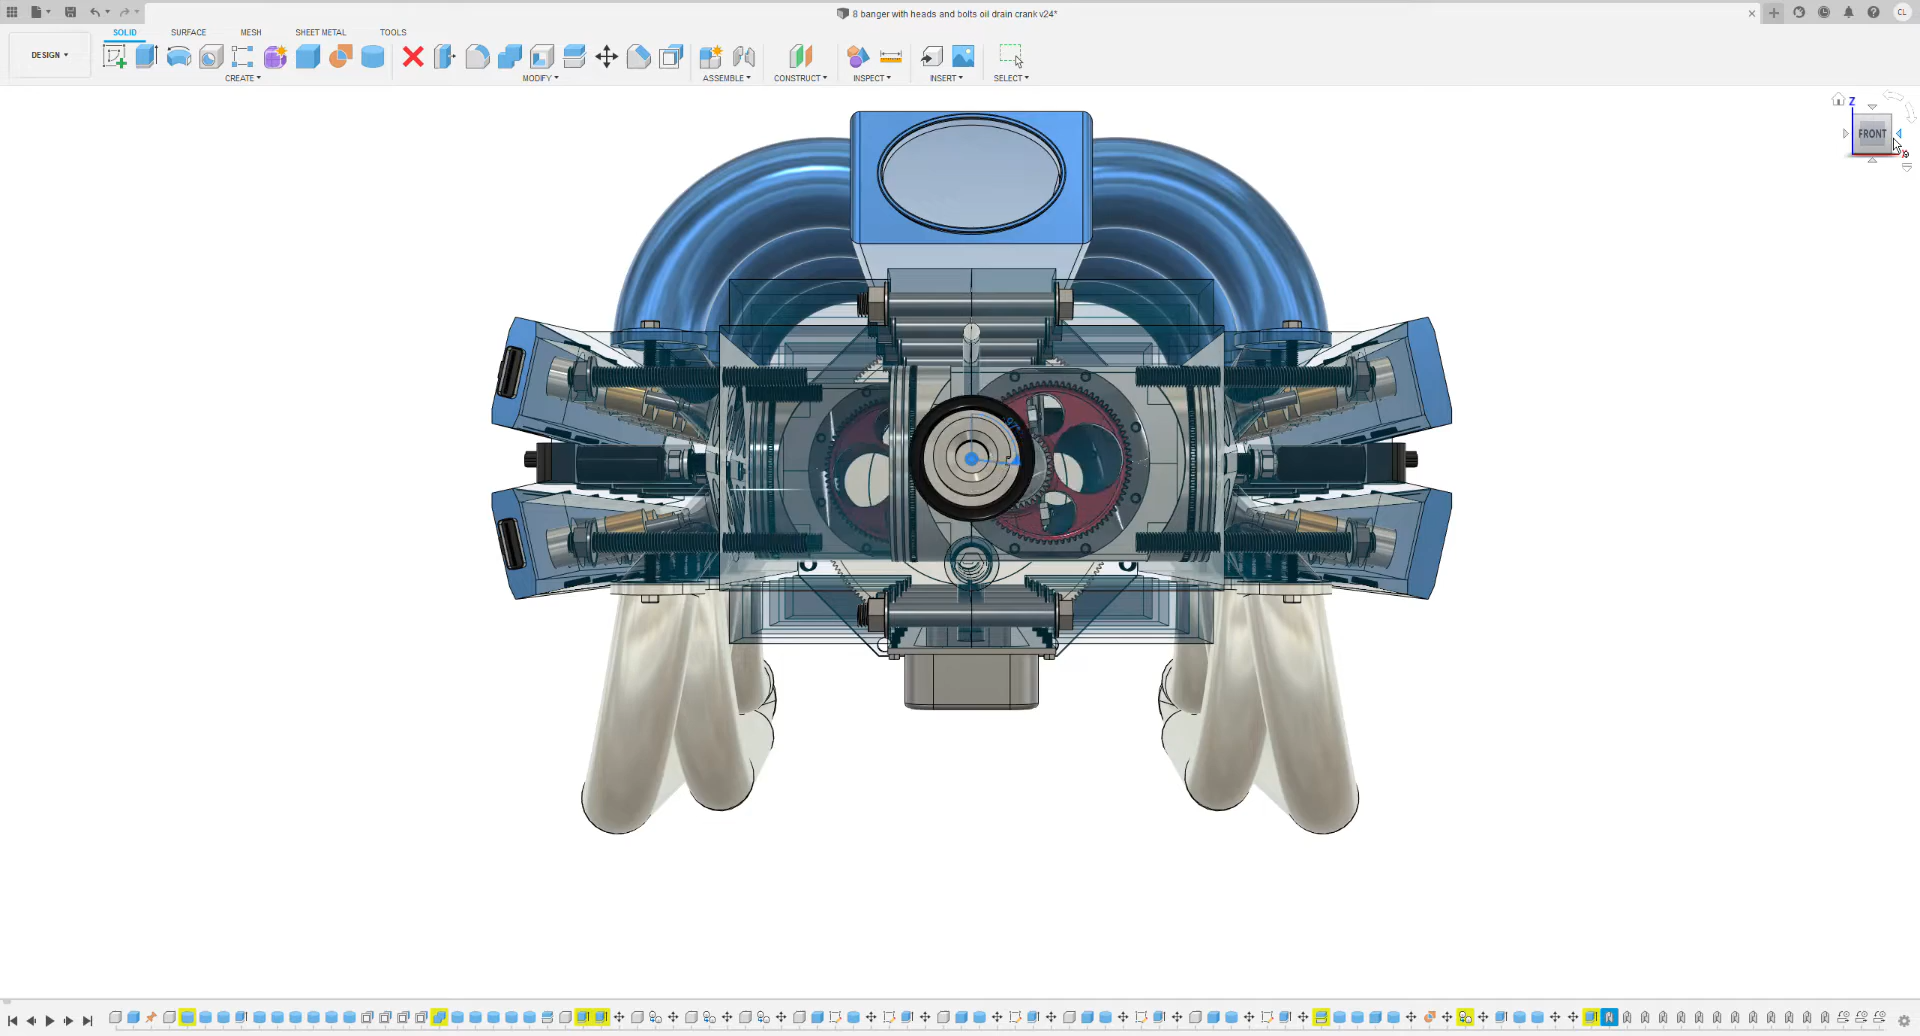 8 banger with heads and bolts oil drain crank v24*
CL
SOLID
SURFACE
MESH
SHEET METAL
TOOLS
DESIGN
CREATE
MODIFY
ASSEMBLE
CONSTRUCT
INSPECT
INSERT
SELECT
Z
FRONT